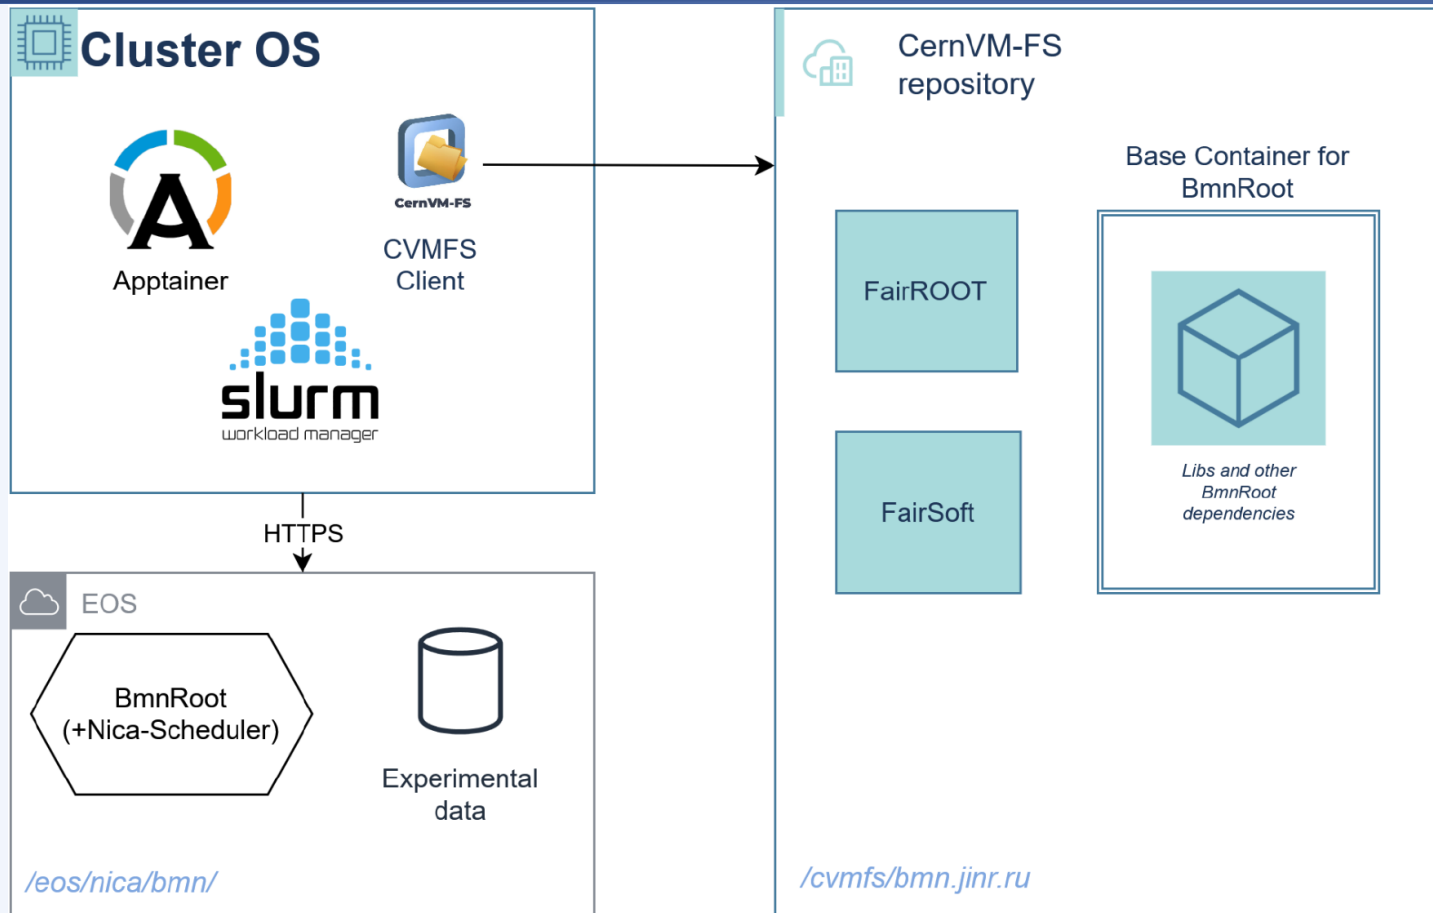 Cluster OS
Apptainer
CernVM-FS
CVMFS
Client
slurm
workload manager
HTTPS
EOS
BmnRoot
(+Nica-Scheduler)
Experimental
data
/eos/nica/bmn/
CernVM-FS
repository
Base Container for
BmnRoot
FairROOT
FairSoft
Libs and other
BmnRoot
dependencies
/cvmfs/bmn.jinr.ru